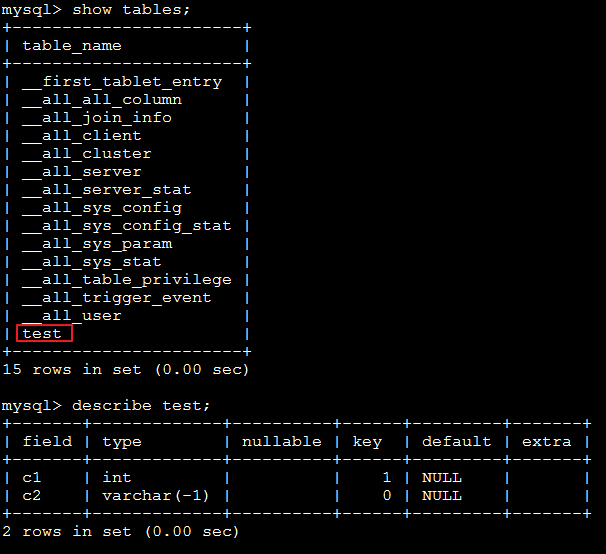 mysql> show tables;
+-----------------------+
| table_name            |
+-----------------------+
| __first_tablet_entry  |
| __all_all_column      |
| __all_join_info       |
| __all_client          |
| __all_cluster         |
| __all_server          |
| __all_server_stat     |
| __all_sys_config      |
| __all_sys_config_stat |
| __all_sys_param       |
| __all_sys_stat        |
| __all_table_privilege |
| __all_trigger_event   |
| __all_user            |
| test                  |
+-----------------------+
15 rows in set (0.00 sec)
mysql> describe test;
+-------+-------------+----------+------+---------+-------+
| field | type        | nullable | key  | default | extra |
+-------+-------------+----------+------+---------+-------+
| c1    | int         |          |    1 | NULL    |       |
| c2    | varchar(-1) |          |    0 | NULL    |       |
+-------+-------------+----------+------+---------+-------+
2 rows in set (0.00 sec)